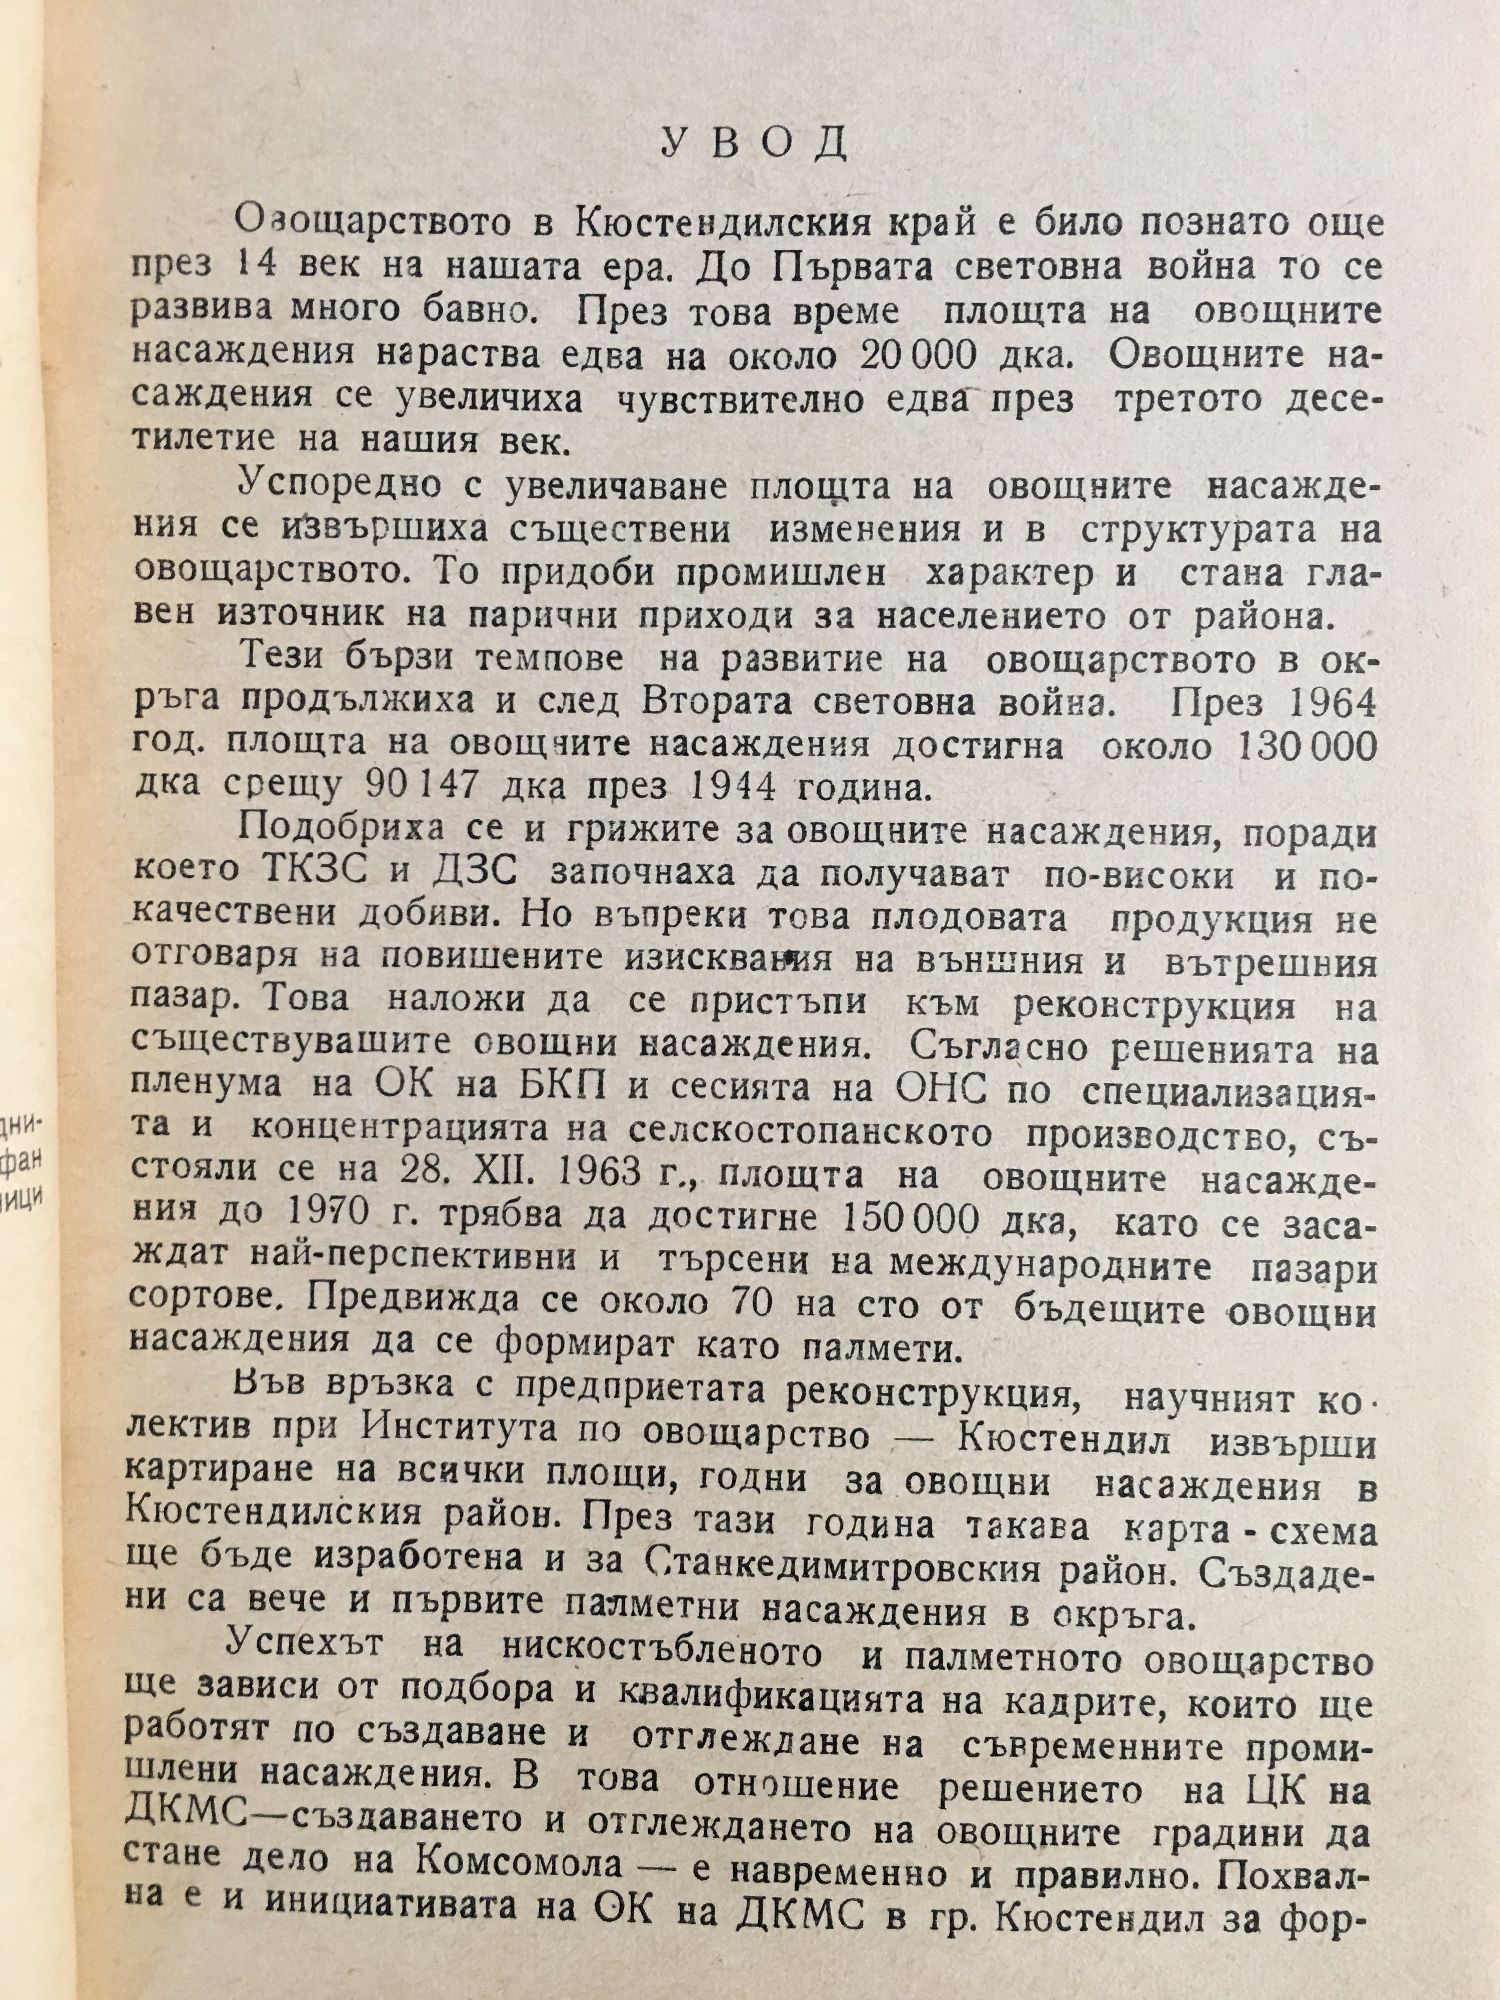 УВОД
Овощарството в Кюстендилския край е било познато още
през 14 век на нашата ера. До Първата световна война то се
развива много бавно. През това време площта на овощните
насаждения нараства едва на около 20 000 дка. Овощните на-
саждения се увеличиха чувствително едва през третото десе-
тилетие на нашия век.
Успоредно с увеличаване площта на овощните насажде-
ния се извършиха съществени изменения и в структурата на
овощарството. То придоби промишлен характер и стана гла-
вен източник на парични приходи за населението от района.
Тези бързи темпове на развитие на овощарството в ок-
ръга продължиха и след Втората световна война. През 1964
год. площта на овощните насаждения достигна около 130 000
дка срещу 90 147 дка през 1944 година.
Подобриха се и грижите за овощните насаждения, поради
което ТКЗС и ДЗС започнаха да получават по-високи и по-
качествени добиви. Но въпреки това плодовата продукция не
отговаря на повишените изисквания на външния и вътрешния
пазар. Това наложи да се пристъпи към реконструкция на
съществувашите овощни насаждения. Съгласно решенията на
пленума на ОК на БКП и сесията на ОНС по специализация-
та и концентрацията на селскостопанското производство, съ-
стояли се на 28. XII. 1963 г., площта на овощните насажде-
ния до 1970 г. трябва да достигне 150 000 дка, като се заса-
ждат най-перспективни и търсени на международните пазари
сортове. Предвижда се около 70 на сто от бъдещите овощни
насаждения да се формират като палмети.
Във връзка с предприетата реконструкция, научният ко-
лектив при Института по овощарство — Кюстендил извърши
картиране на всички площи, годни за овощни насаждения в
Кюстендилския район. През тази година такава карта - схема
ще бъде изработена и за Станкедимитровския район. Създаде-
ни са вече и първите палметни насаждения в окръга.
Успехът на нискостъбленото и палметното овощарство
ще зависи от подбора и квалификацията на кадрите, които ще
работят по създаване и отглеждане на съвременните проми-
шлени насаждения. В това отношение решението на ЦК на
ДКМС—създаването и отглеждането на овощните градини да
стане дело на Комсомола — е навременно и правилно. Похвал-
на е и инициативата на ОК на ДКМС в гр. Кюстендил за фор-
дни-
фан
ници